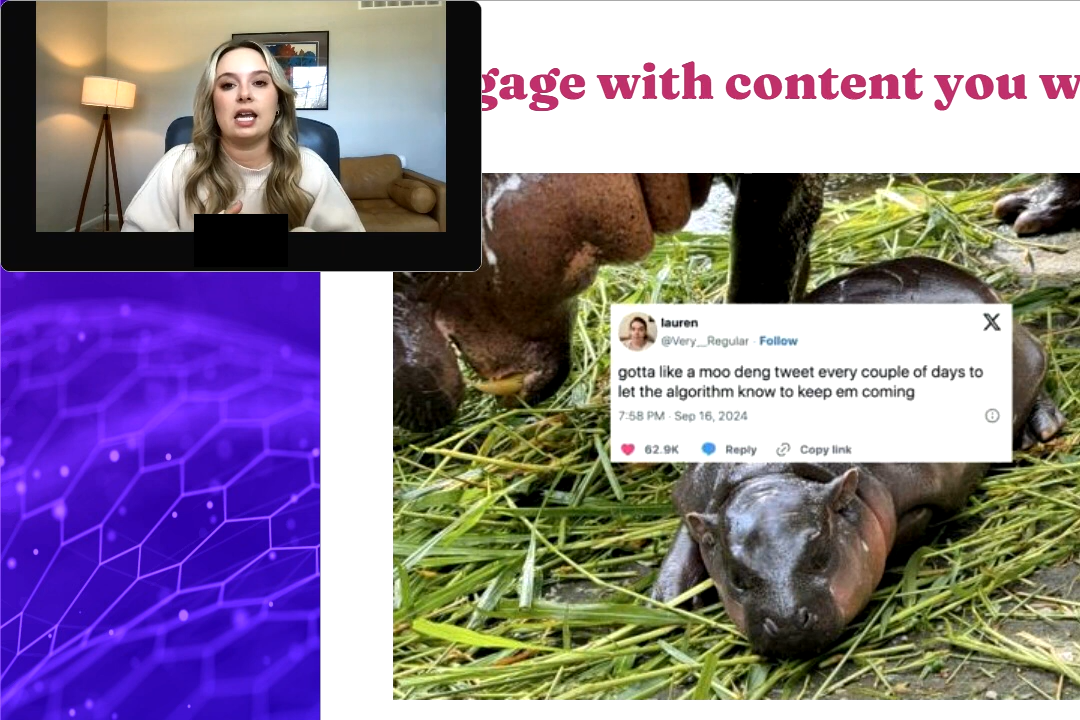 gage with content you w
lauren
@Very__Regular · Follow
gotta like a moo deng tweet every couple of days to
let the algorithm know to keep em coming
7:58 PM · Sep 16, 2024
62.9K Reply Copy link